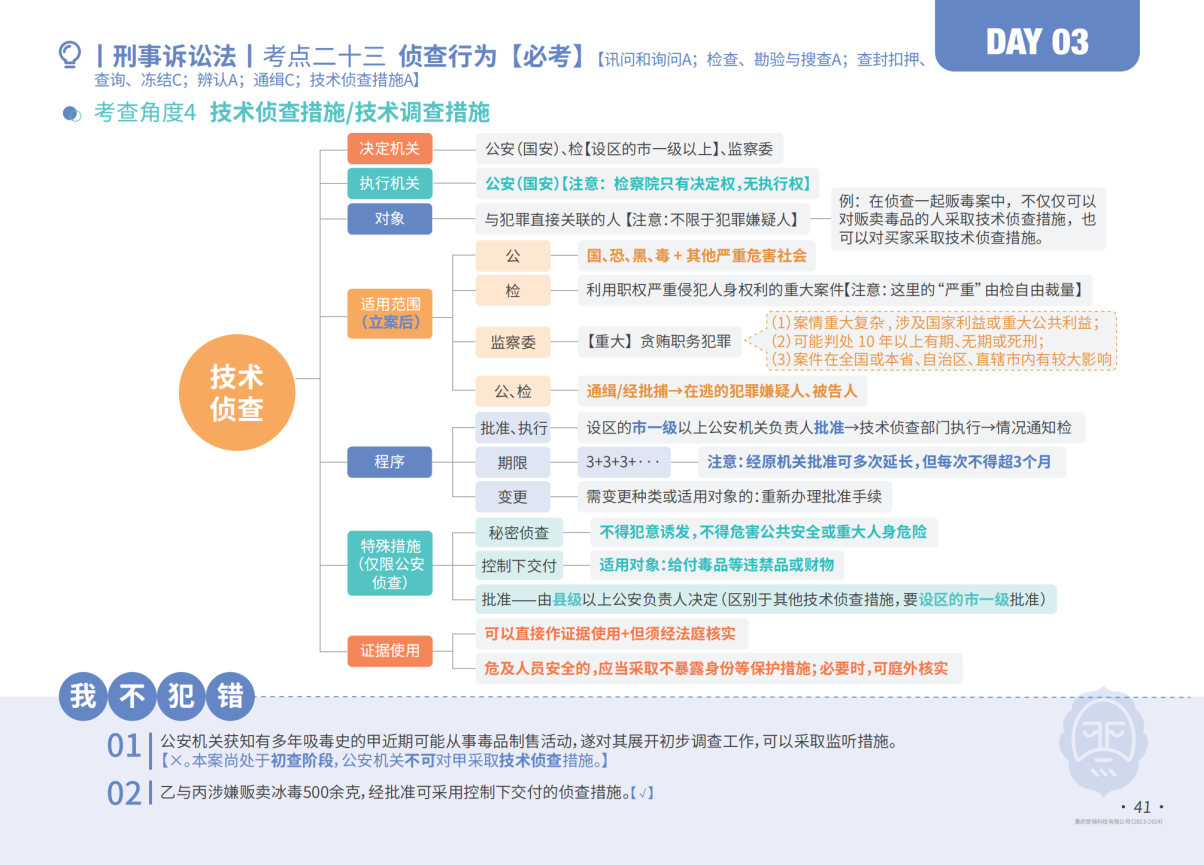 DAY 03
|刑事诉讼法|考点二十三 侦查行为【必考】【讯问和询问A；检查、勘验与搜查A；查封扣押、
查询、冻结C；辨认A；通缉C；技术侦查措施A】
考查角度4 技术侦查措施/技术调查措施
技术
侦查
决定机关
公安（国安）、检【设区的市一级以上】、监察委
执行机关
公安（国安）【注意：检察院只有决定权，无执行权】
对象
与犯罪直接关联的人【注意：不限于犯罪嫌疑人】
例：在侦查一起贩毒案中，不仅仅可以
对贩卖毒品的人采取技术侦查措施，也
可以对买家采取技术侦查措施。
适用范围
（立案后）
公
国、恐、黑、毒 + 其他严重危害社会
检
利用职权严重侵犯人身权利的重大案件【注意：这里的“严重”由检自由裁量】
监察委
【重大】贪贿职务犯罪
（1）案情重大复杂，涉及国家利益或重大公共利益；
（2）可能判处 10 年以上有期、无期或死刑；
（3）案件在全国或本省、自治区、直辖市内有较大影响
公、检
通缉/经批捕→在逃的犯罪嫌疑人、被告人
程序
批准、执行
设区的市一级以上公安机关负责人批准→技术侦查部门执行→情况通知检
期限
3+3+3+···
注意：经原机关批准可多次延长，但每次不得超3个月
变更
需变更种类或适用对象的：重新办理批准手续
特殊措施
（仅限公安
侦查）
秘密侦查
不得犯意诱发，不得危害公共安全或重大人身危险
控制下交付
适用对象：给付毒品等违禁品或财物
批准——由县级以上公安负责人决定（区别于其他技术侦查措施，要设区的市一级批准）
证据使用
可以直接作证据使用+但须经法庭核实
危及人员安全的，应当采取不暴露身份等保护措施；必要时，可庭外核实
我不犯错
01 公安机关获知有多年吸毒史的甲近期可能从事毒品制售活动，遂对其展开初步调查工作，可以采取监听措施。
【×。本案尚处于初查阶段，公安机关不可对甲采取技术侦查措施。】
02 乙与丙涉嫌贩卖冰毒500余克，经批准可采用控制下交付的侦查措施。【√】
· 41 ·